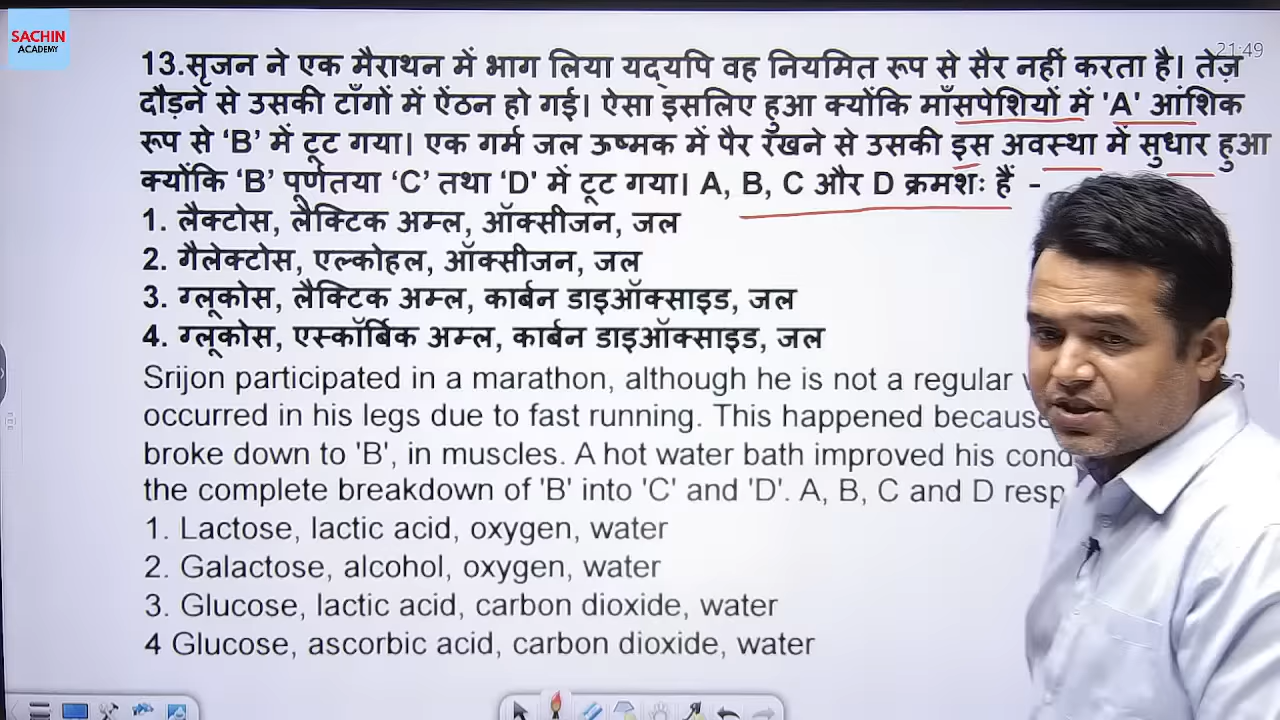 SACHIN
ACADEMY
21:49
13.सृजन ने एक मैराथन में भाग लिया यद्यपि वह नियमित रूप से सैर नहीं करता है। तेज़
दौड़ने से उसकी टाँगों में ऐंठन हो गई। ऐसा इसलिए हुआ क्योंकि माँसपेशियों में 'A' आंशिक
रूप से ‘B’ में टूट गया। एक गर्म जल ऊष्मक में पैर रखने से उसकी इस अवस्था में सुधार हुआ
क्योंकि ‘B’ पूर्णतया ‘C’ तथा ‘D' में टूट गया। A, B, C और D क्रमशः हैं -
1. लैक्टोस, लैक्टिक अम्ल, ऑक्सीजन, जल
2. गैलेक्टोस, एल्कोहल, ऑक्सीजन, जल
3. ग्लूकोस, लैक्टिक अम्ल, कार्बन डाइऑक्साइड, जल
4. ग्लूकोस, एस्कॉर्बिक अम्ल, कार्बन डाइऑक्साइड, जल
Srijon participated in a marathon, although he is not a regular
occurred in his legs due to fast running. This happened because
broke down to 'B', in muscles. A hot water bath improved his
the complete breakdown of 'B' into 'C' and 'D'. A, B, C and D
1. Lactose, lactic acid, oxygen, water
2. Galactose, alcohol, oxygen, water
3. Glucose, lactic acid, carbon dioxide, water
4 Glucose, ascorbic acid, carbon dioxide, water